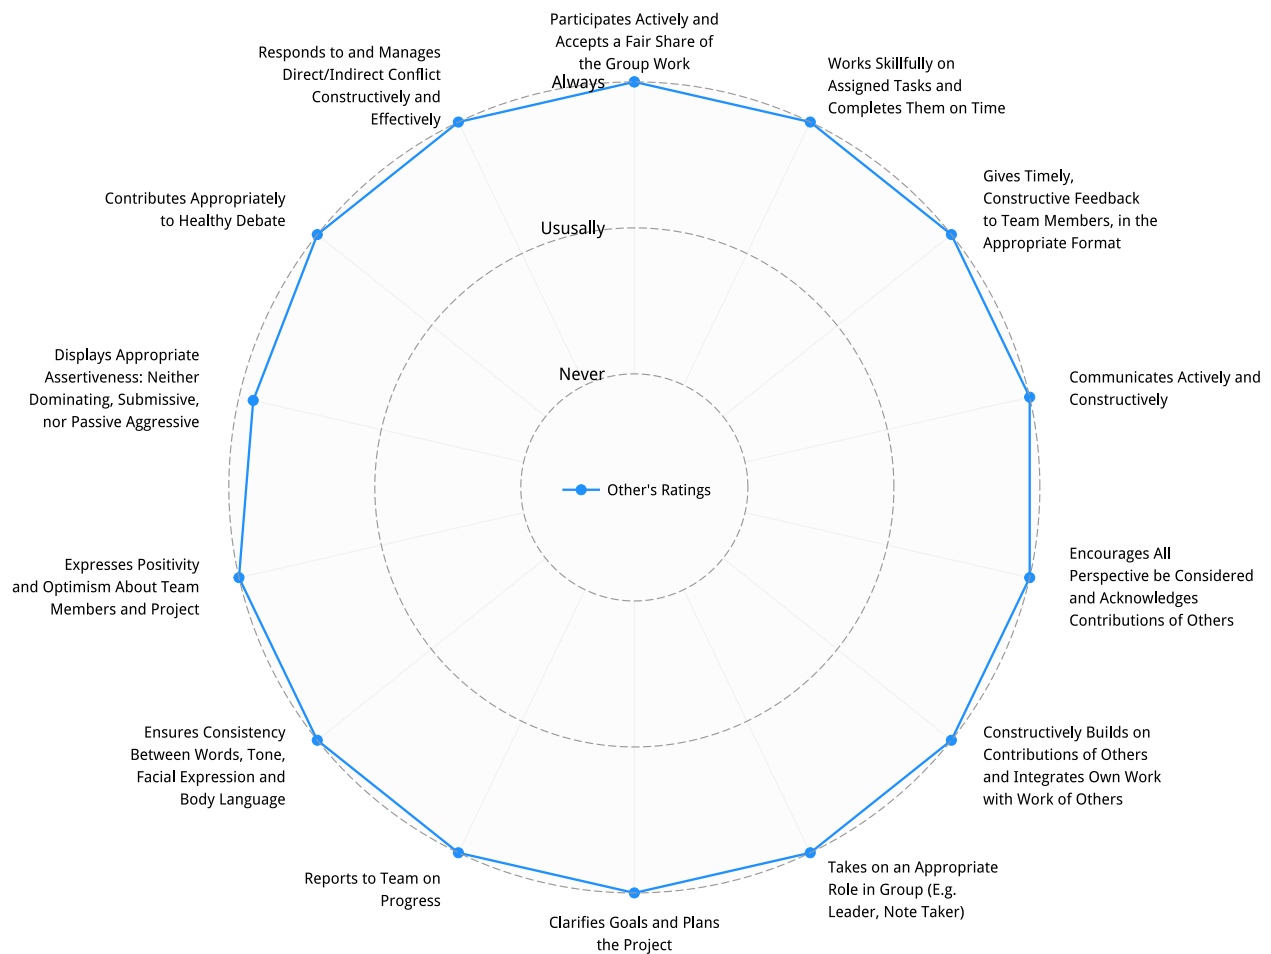 Participates Actively and
Accepts a Fair Share of
the Group Work
Works Skillfully on
Assigned Tasks and
Completes Them on Time
Gives Timely,
Constructive Feedback
to Team Members, in the
Appropriate Format
Communicates Actively and
Constructively
Encourages All
Perspective be Considered
and Acknowledges
Contributions of Others
Constructively Builds on
Contributions of Others
and Integrates Own Work
with Work of Others
Takes on an Appropriate
Role in Group (E.g.
Leader, Note Taker)
Clarifies Goals and Plans
the Project
Reports to Team on
Progress
Ensures Consistency
Between Words, Tone,
Facial Expression and
Body Language
Expresses Positivity
and Optimism About Team
Members and Project
Displays Appropriate
Assertiveness: Neither
Dominating, Submissive,
nor Passive Aggressive
Contributes Appropriately
to Healthy Debate
Responds to and Manages
Direct/Indirect Conflict
Constructively and
Effectively
Always
Ususally
Never
Other's Ratings